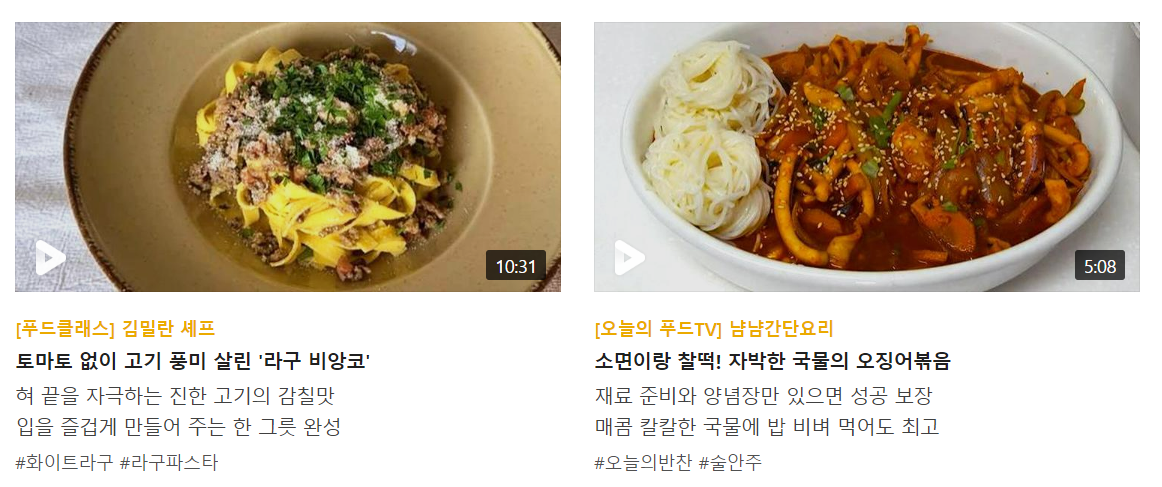 10:31
[푸드클래스] 김밀란 셰프
토마토 없이 고기 풍미 살린 '라구 비앙코'
혀 끝을 자극하는 진한 고기의 감칠맛
입을 즐겁게 만들어 주는 한 그릇 완성
#화이트라구 #라구파스타
5:08
[오늘의 푸드TV] 냠냠간단요리
소면이랑 찰떡! 자박한 국물의 오징어볶음
재료 준비와 양념장만 있으면 성공 보장
매콤 칼칼한 국물에 밥 비벼 먹어도 최고
#오늘의반찬 #술안주